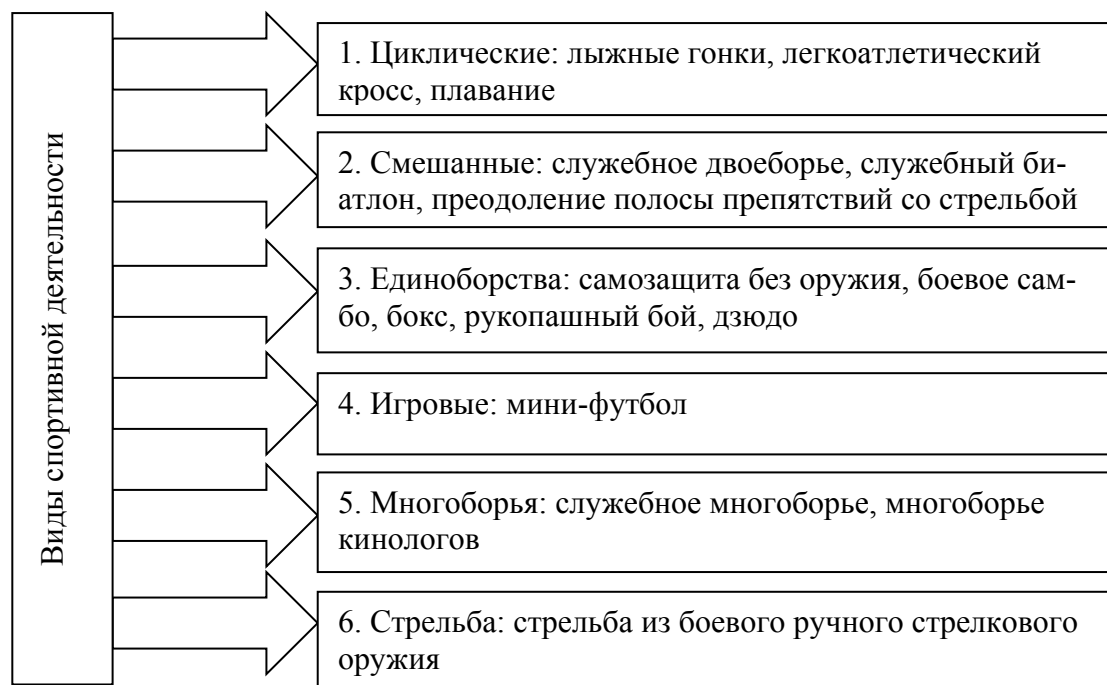 Виды спортивной деятельности
1. Циклические: лыжные гонки, легкоатлетический
кросс, плавание
2. Смешанные: служебное двоеборье, служебный би-
атлон, преодоление полосы препятствий со стрельбой
3. Единоборства: самозащита без оружия, боевое сам-
бо, бокс, рукопашный бой, дзюдо
4. Игровые: мини-футбол
5. Многоборья: служебное многоборье, многоборье
кинологов
6. Стрельба: стрельба из боевого ручного стрелкового
оружия